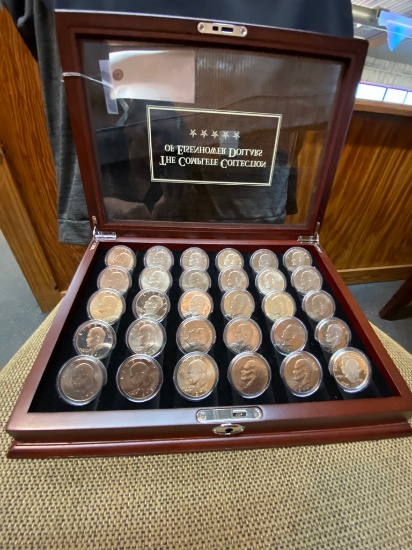 ★★★★★
THE COMPLETE COLLECTION
OF EISENHOWER DOLLARS